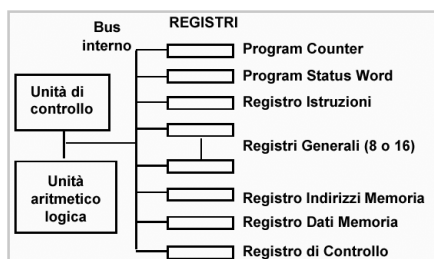 Bus
interno
REGISTRI
Program Counter
Program Status Word
Registro Istruzioni
Registri Generali (8 o 16)
Registro Indirizzi Memoria
Registro Dati Memoria
Registro di Controllo
Unità di
controllo
Unità
aritmetico
logica